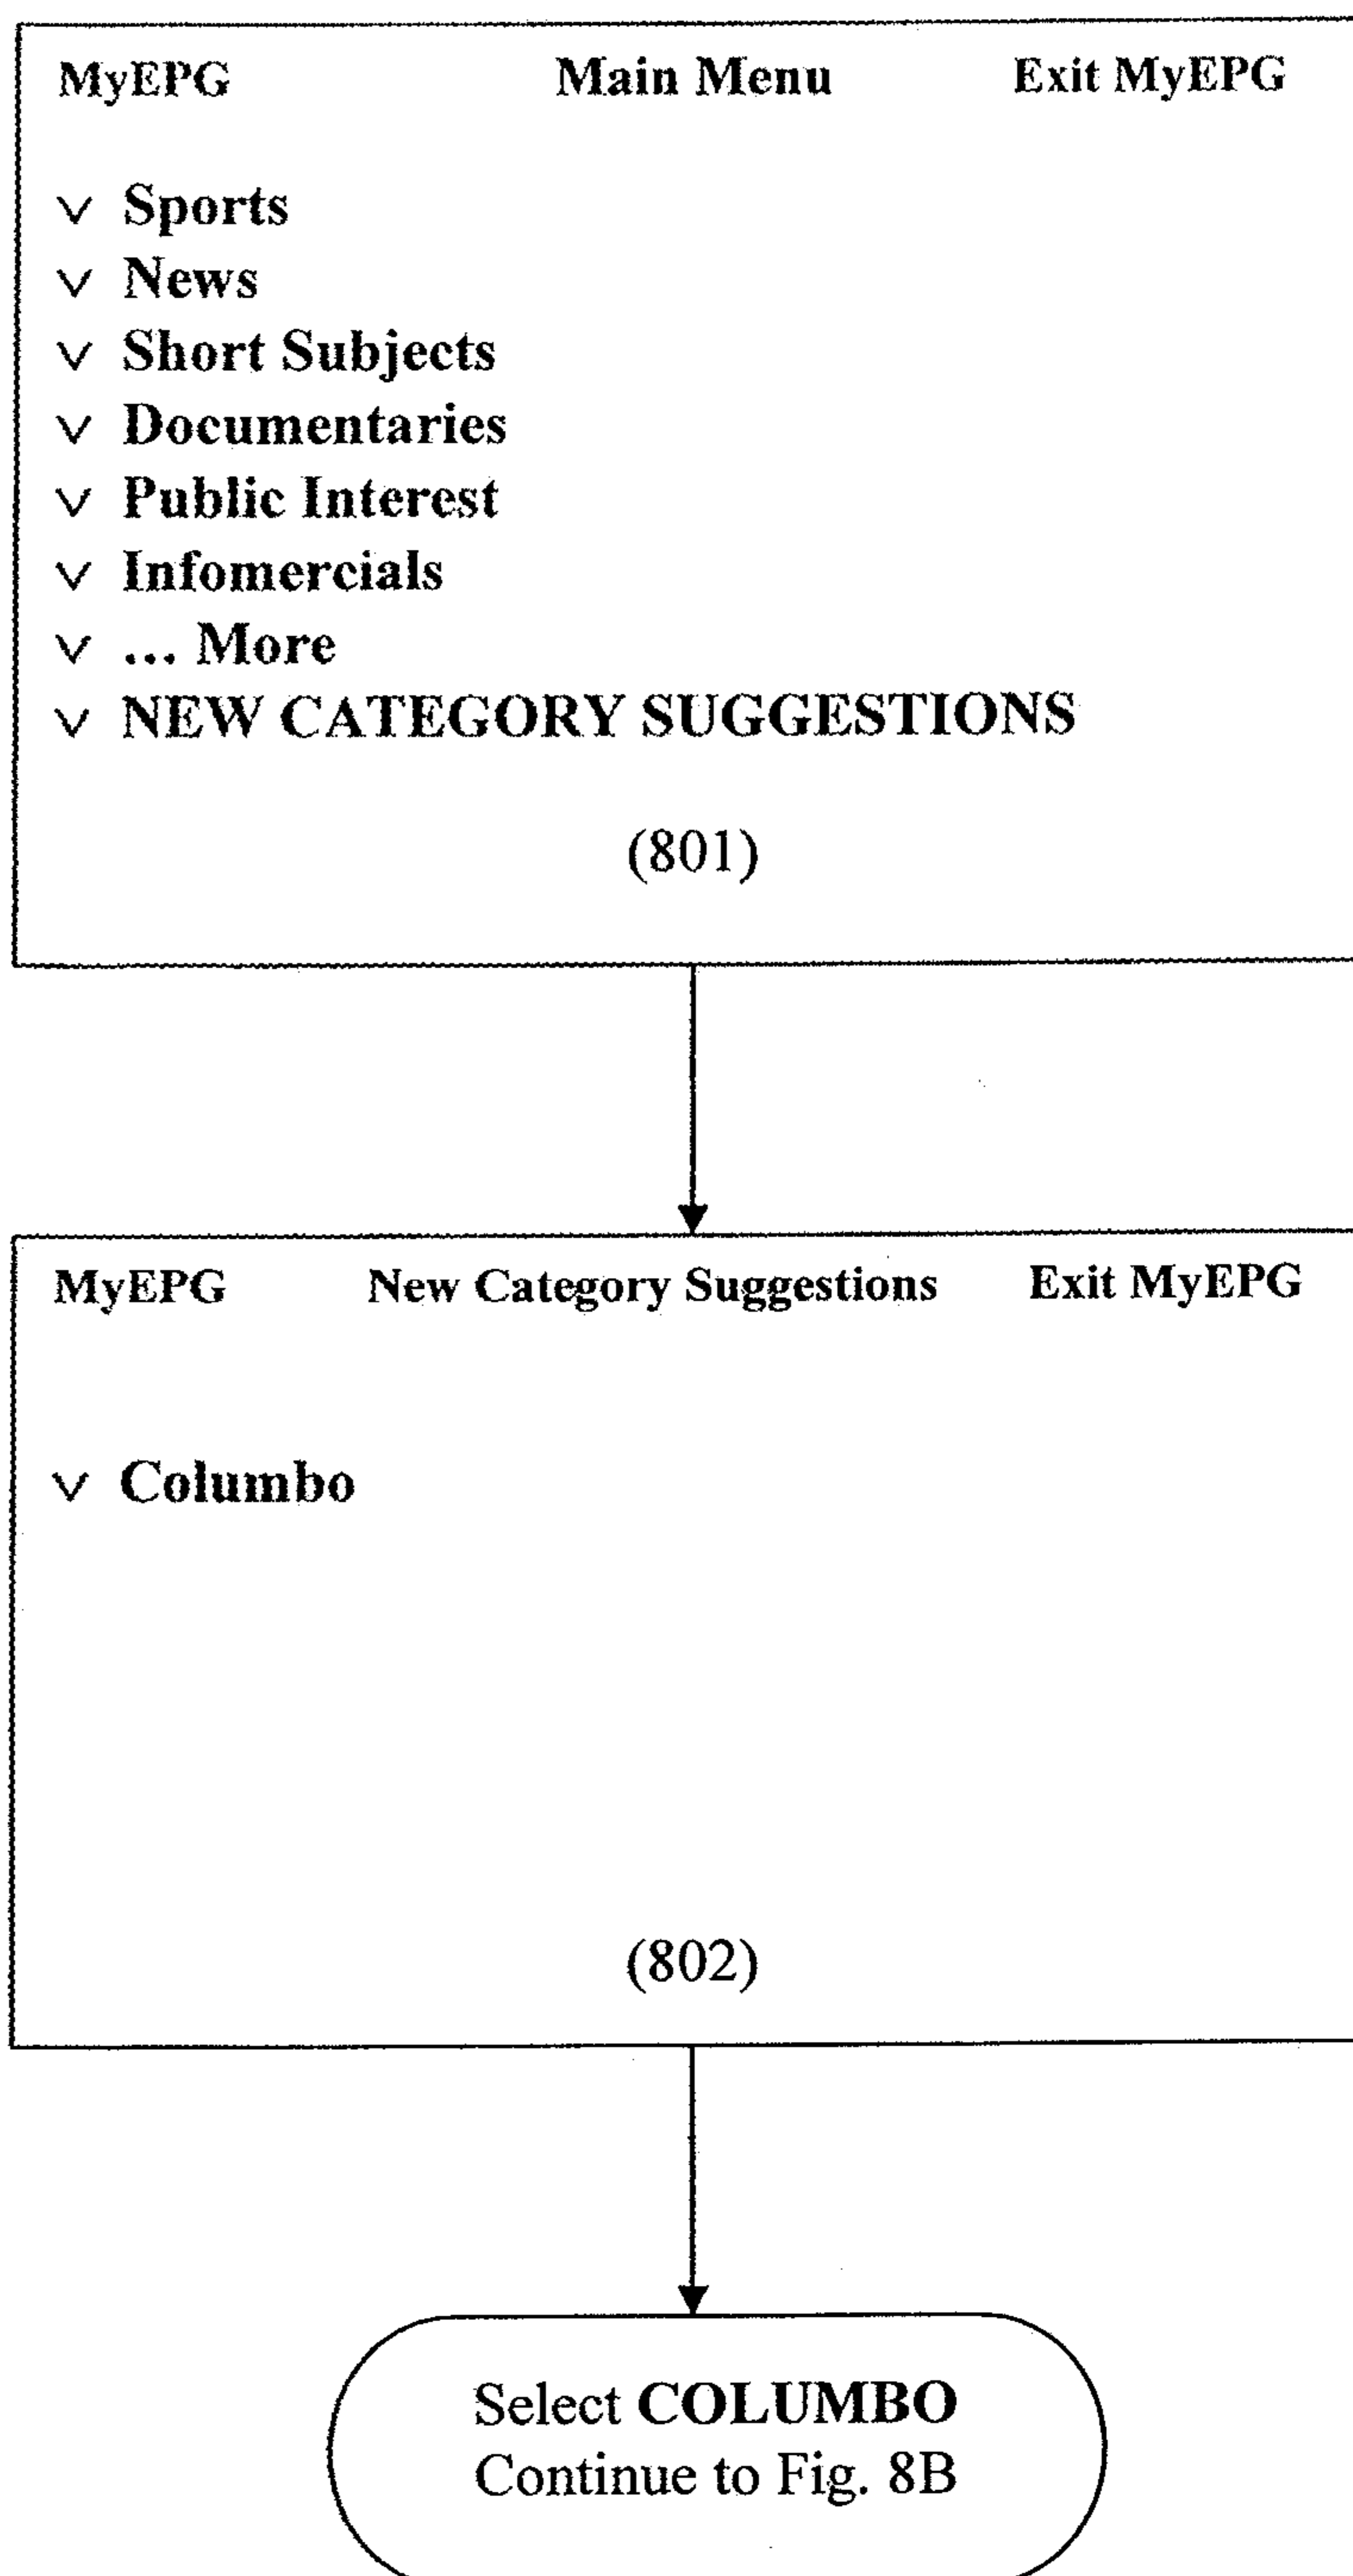 MyEPG Main Menu Exit MyEPG
v Sports
v News
v Short Subjects
v Documentaries
v Public Interest
v Infomercials
v ... More
v NEW CATEGORY SUGGESTIONS
(801)
MyEPG New Category Suggestions Exit MyEPG
v Columbo
(802)
Select COLUMBO
Continue to Fig. 8B